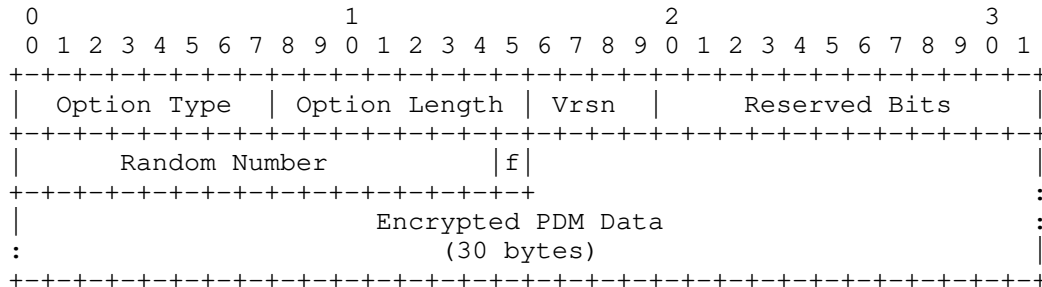 0                   1                   2                   3
 0 1 2 3 4 5 6 7 8 9 0 1 2 3 4 5 6 7 8 9 0 1 2 3 4 5 6 7 8 9 0 1
+-+-+-+-+-+-+-+-+-+-+-+-+-+-+-+-+-+-+-+-+-+-+-+-+-+-+-+-+-+-+-+-+
|  Option Type  | Option Length | Vrsn  |     Reserved Bits     |
+-+-+-+-+-+-+-+-+-+-+-+-+-+-+-+-+-+-+-+-+-+-+-+-+-+-+-+-+-+-+-+-+
|      Random Number          |f|                               |
+-+-+-+-+-+-+-+-+-+-+-+-+-+-+-+-+                               :
|                      Encrypted PDM Data                       :
:                          (30 bytes)                           |
+-+-+-+-+-+-+-+-+-+-+-+-+-+-+-+-+-+-+-+-+-+-+-+-+-+-+-+-+-+-+-+-+